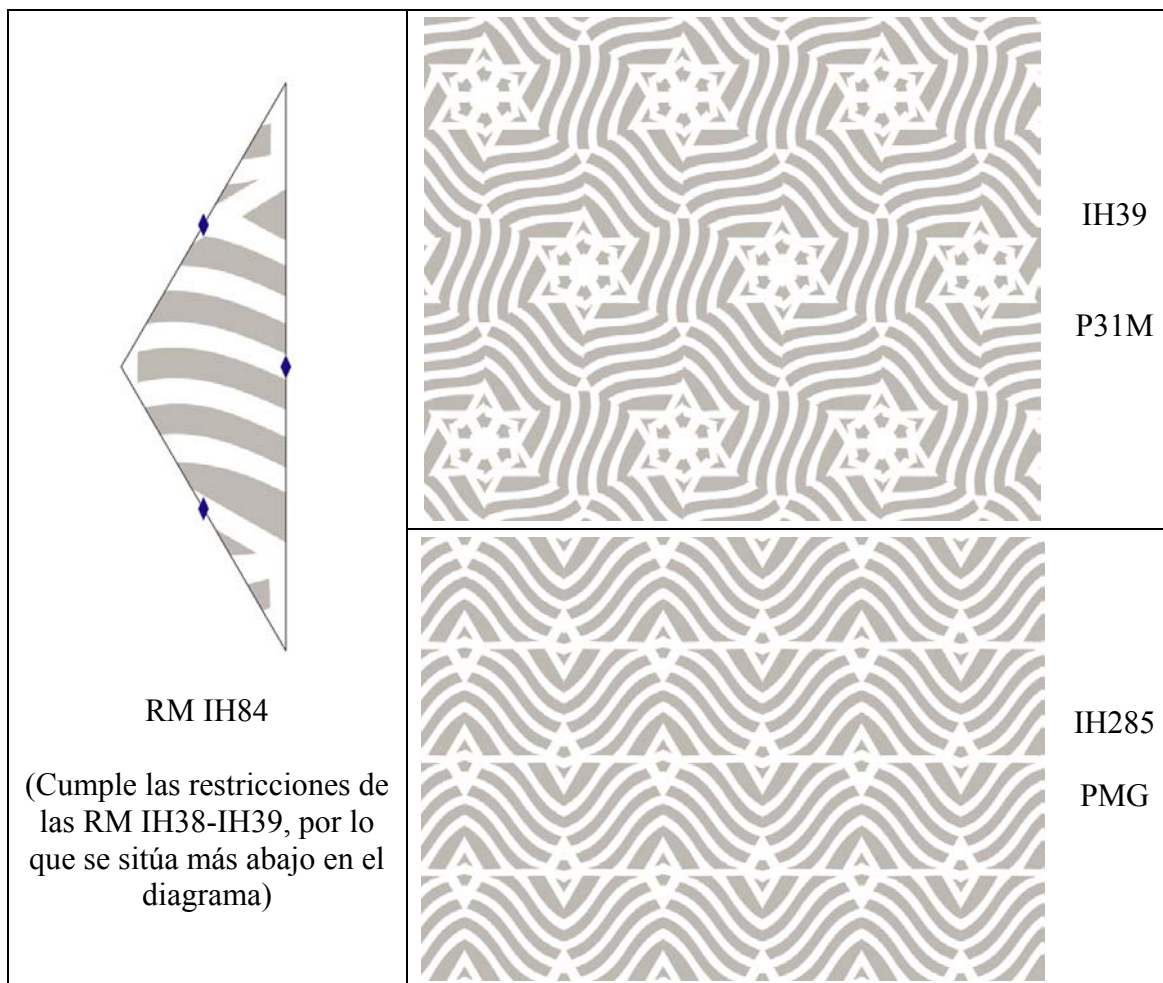 RM IH84
(Cumple las restricciones de
las RM IH38-IH39, por lo
que se sitúa más abajo en el
diagrama)
IH39
P31M
IH285
PMG